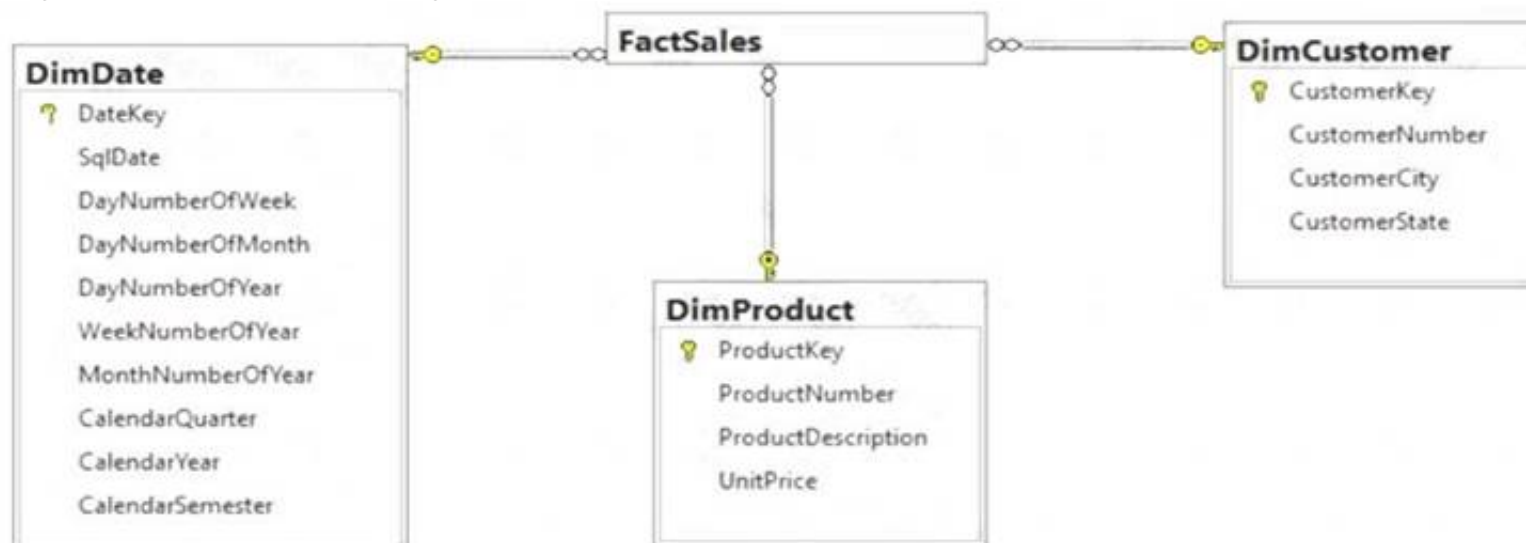 FactSales
DimDate
DateKey
SqlDate
DayNumberOfWeek
DayNumberOfMonth
DayNumberOfYear
WeekNumberOfYear
MonthNumberOfYear
CalendarQuarter
CalendarYear
CalendarSemester
DimProduct
ProductKey
ProductNumber
ProductDescription
UnitPrice
DimCustomer
CustomerKey
CustomerNumber
CustomerCity
CustomerState